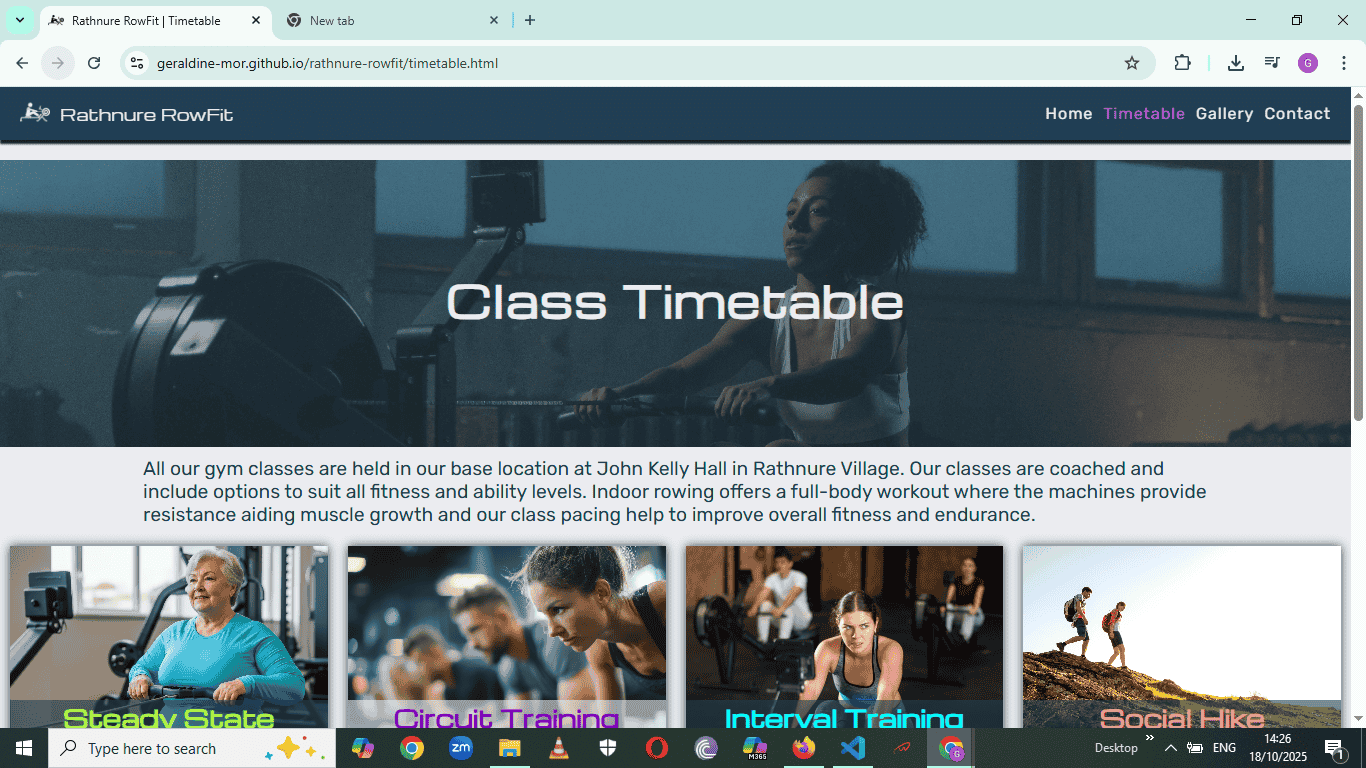 Rathnure RowFit | Timetable
New tab
geraldine-mor.github.io/rathnure-rowfit/timetable.html
G
Rathnure RowFit
Home Timetable Gallery Contact
Class Timetable
All our gym classes are held in our base location at John Kelly Hall in Rathnure Village. Our classes are coached and
include options to suit all fitness and ability levels. Indoor rowing offers a full-body workout where the machines provide
resistance aiding muscle growth and our class pacing help to improve overall fitness and endurance.
Steady State
Circuit Training
Interval Training
Social Hike
Type here to search
zm
M365
G
Desktop
ENG
14:26
18/10/2025
1